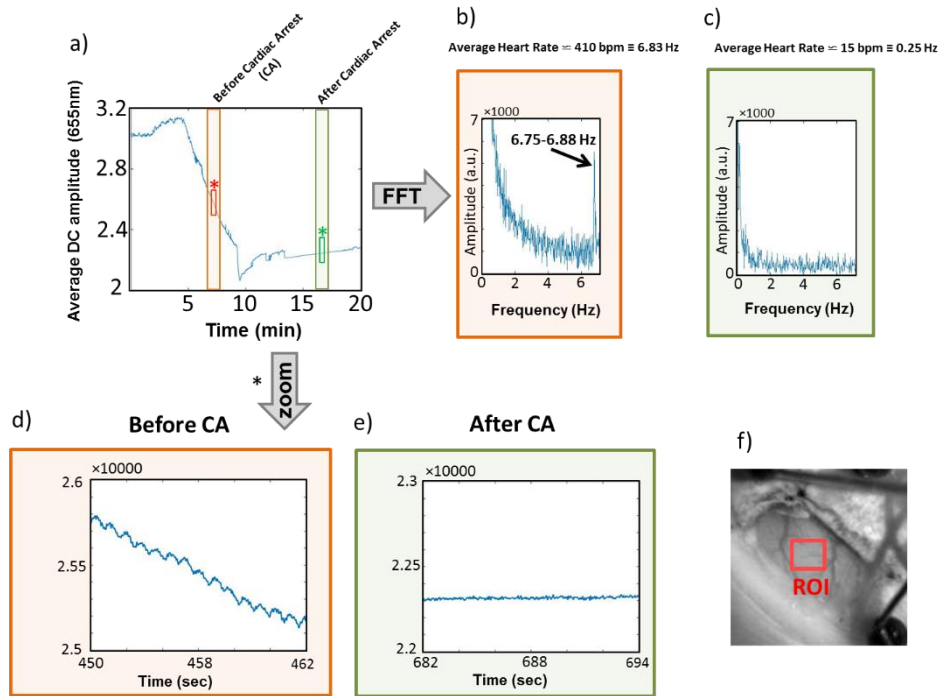 a)
Before Cardiac Arrest
(CA)
After Cardiac Arrest
Average DC amplitude (655nm)
3.2
2.8
2.4
2
5
10
15
20
Time (min)
FFT
b)
Average Heart Rate ≃ 410 bpm ≡ 6.83 Hz
×1000
7
6.75-6.88 Hz
Amplitude (a.u.)
0
0
2
4
6
Frequency (Hz)
c)
Average Heart Rate ≃ 15 bpm ≡ 0.25 Hz
×1000
7
Amplitude (a.u.)
0
0
2
4
6
Frequency (Hz)
*
zoom
d)
Before CA
×10000
2.6
2.55
2.5
450
458
462
Time (sec)
e)
After CA
×10000
2.3
2.25
2.2
682
688
694
Time (sec)
f)
ROI